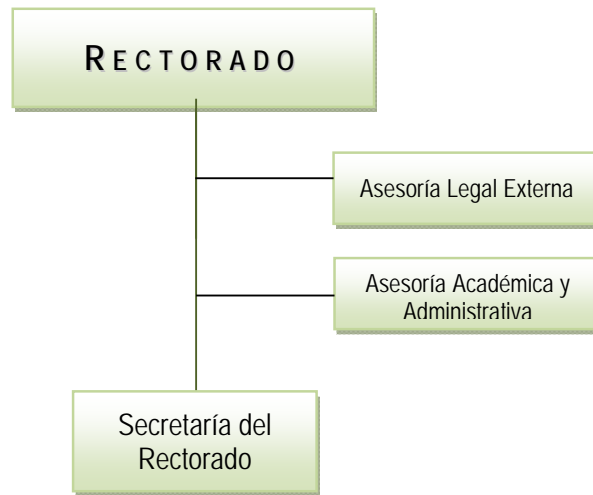 RECTORADO
Asesoría Legal Externa
Asesoría Académica y
Administrativa
Secretaría del
Rectorado